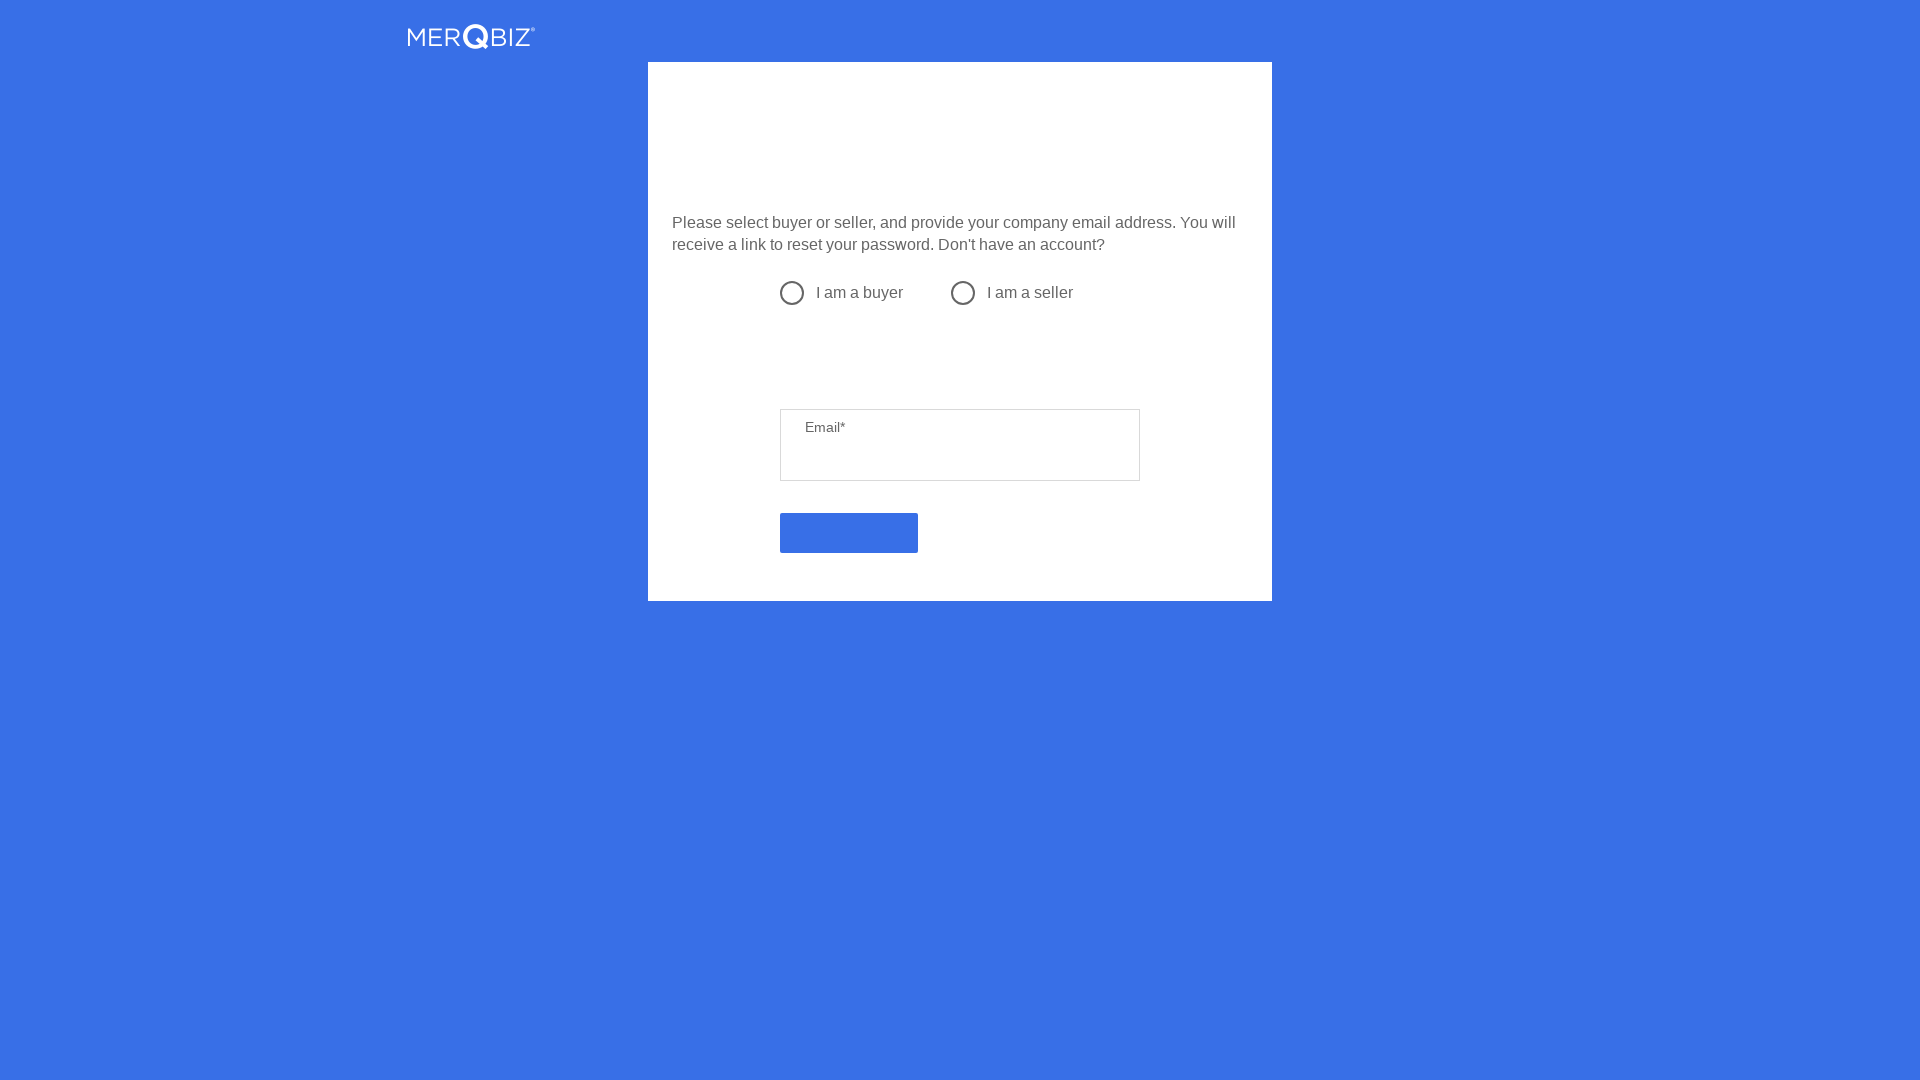 MERQBIZ®
Please select buyer or seller, and provide your company email address. You will
receive a link to reset your password. Don't have an account?
I am a buyer
I am a seller
Email*